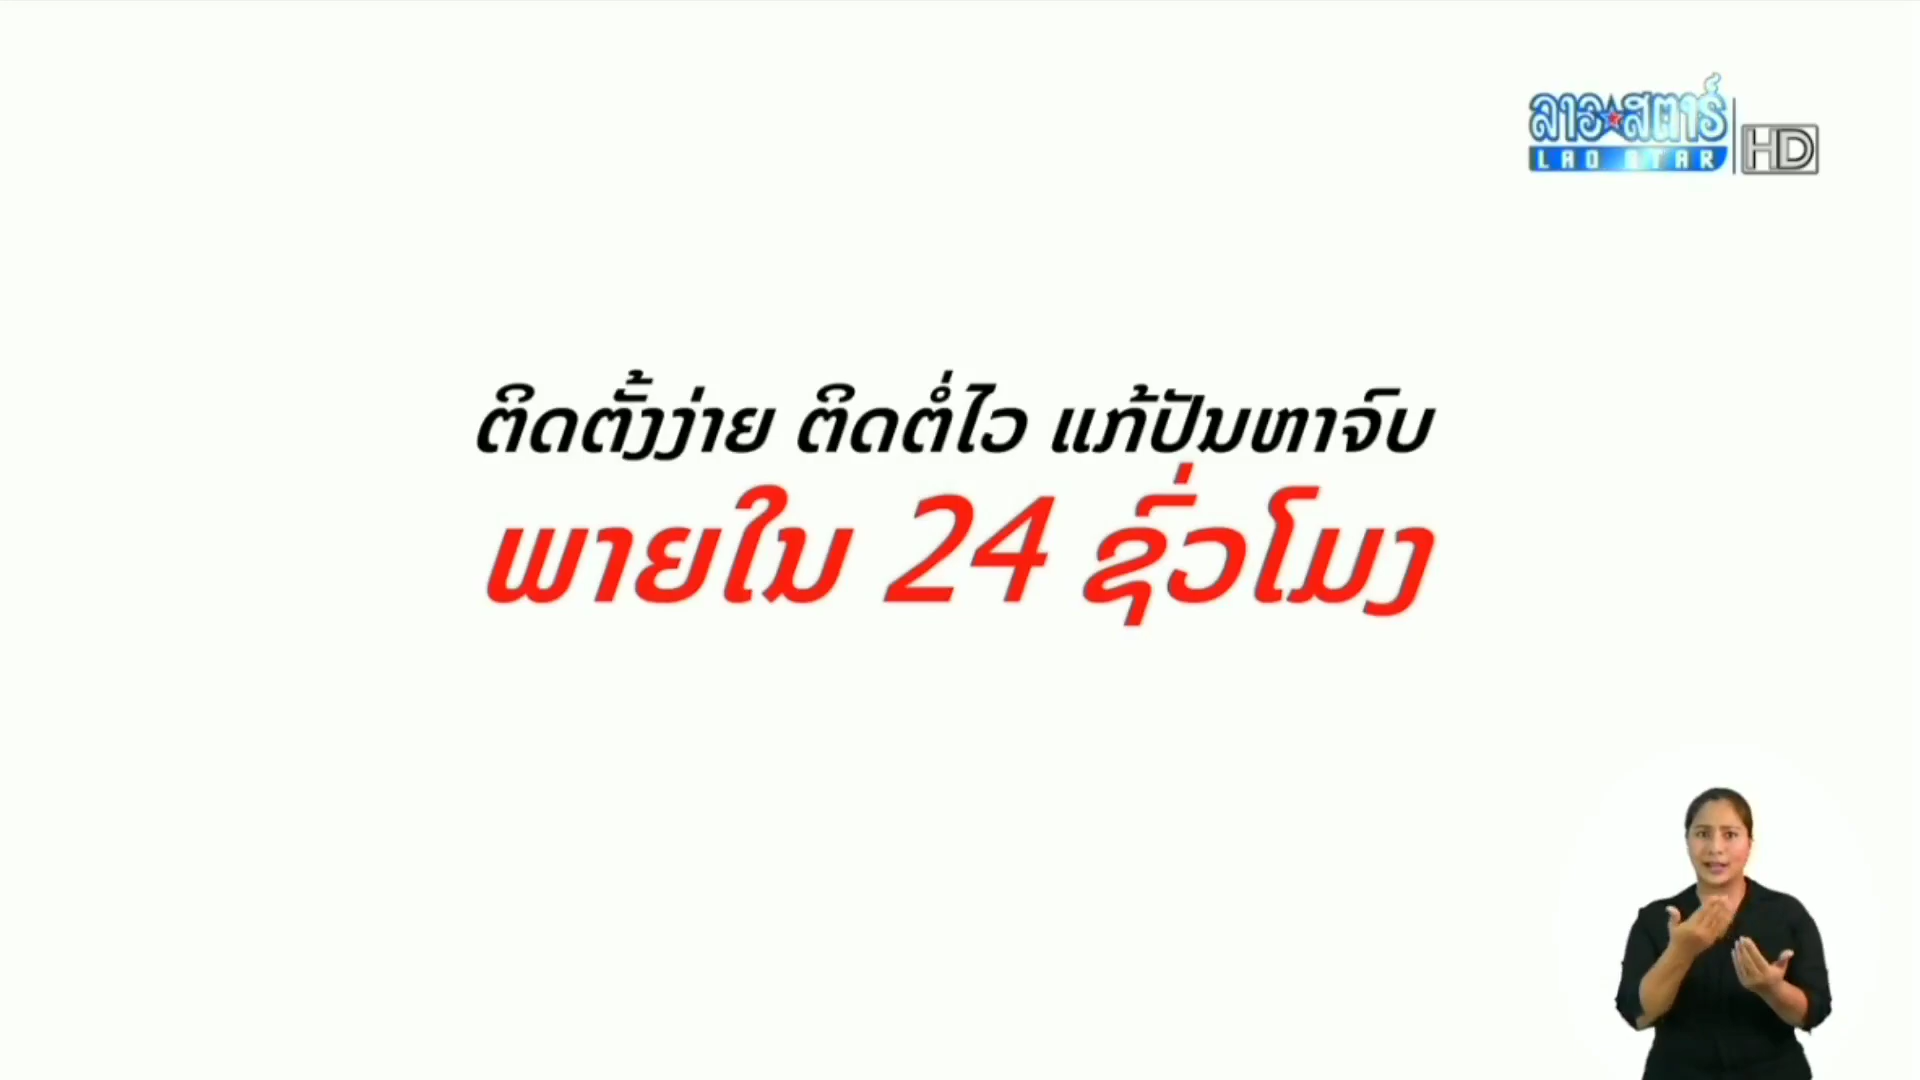 ລາວ ສຕາຣ໌
LAO STAR
HD
ຕິດຕັ້ງງ່າຍ ຕິດຕໍ່ໄວ ແກ້ປັນຫາຈົບ
ພາຍໃນ 24 ຊົ່ວໂມງ